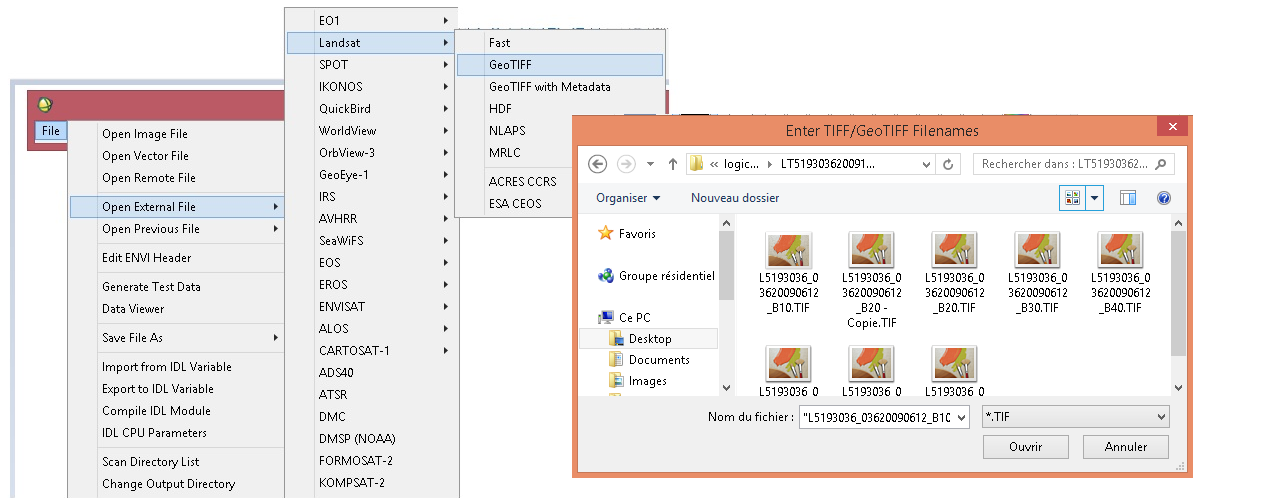 File
Open Image File
Open Vector File
Open Remote File
Open External File
Open Previous File
Edit ENVI Header
Generate Test Data
Data Viewer
Save File As
Import from IDL Variable
Export to IDL Variable
Compile IDL Module
IDL CPU Parameters
Scan Directory List
Change Output Directory
EO1
Landsat
SPOT
IKONOS
QuickBird
WorldView
OrbView-3
GeoEye-1
IRS
AVHRR
SeaWiFS
EOS
EROS
ENVISAT
ALOS
CARTOSAT-1
ADS40
ATSR
DMC
DMSP (NOAA)
FORMOSAT-2
KOMPSAT-2
Fast
GeoTIFF
GeoTIFF with Metadata
HDF
NLAPS
MRLC
ACRES CCRS
ESA CEOS
Enter TIFF/GeoTIFF Filenames
« logic... LT519303620091...
Rechercher dans : LT51930362...
Organiser
Nouveau dossier
Favoris
Groupe résidentiel
Ce PC
Desktop
Documents
Images
L5193036_0
3620090612
_B10.TIF
L5193036_0
3620090612
_B20 -
Copie.TIF
L5193036_0
3620090612
_B20.TIF
L5193036_0
3620090612
_B30.TIF
L5193036_0
3620090612
_B40.TIF
L5193036_0
L5193036_0
L5193036_0
Nom du fichier :
"L5193036_03620090612_B10
*.TIF
Ouvrir
Annuler